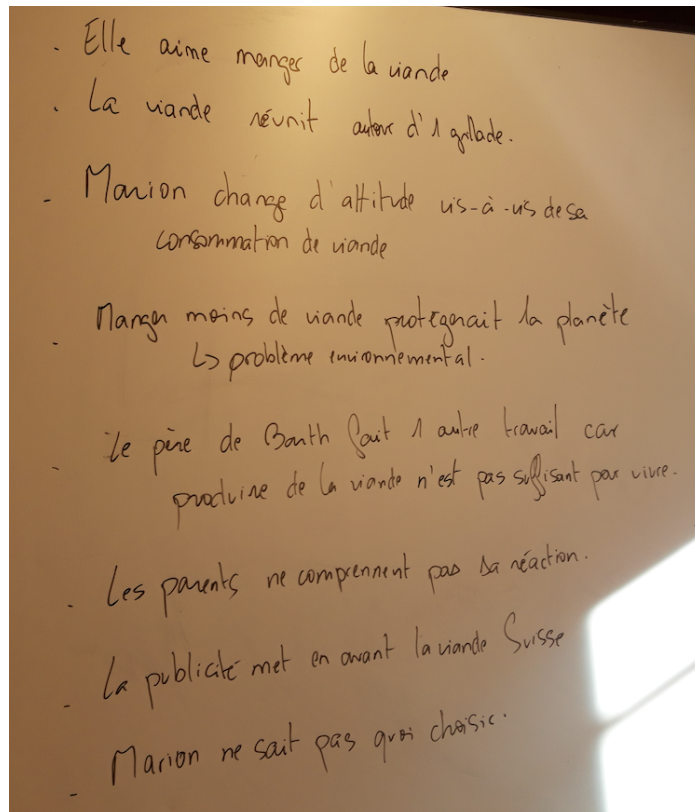 . Elle aime manger de la viande
. La viande réunit autour d'1 grillade.
- Marion change d'attitude vis-à-vis de sa
consommation de viande
. Manger moins de viande protégerait la planète
↳ problème environnemental.
- Le père de Barth fait 1 autre travail car
produire de la viande n'est pas suffisant pour vivre.
. Les parents ne comprennent pas sa réaction.
- La publicité met en avant la viande Suisse
- Marion ne sait pas quoi choisir.